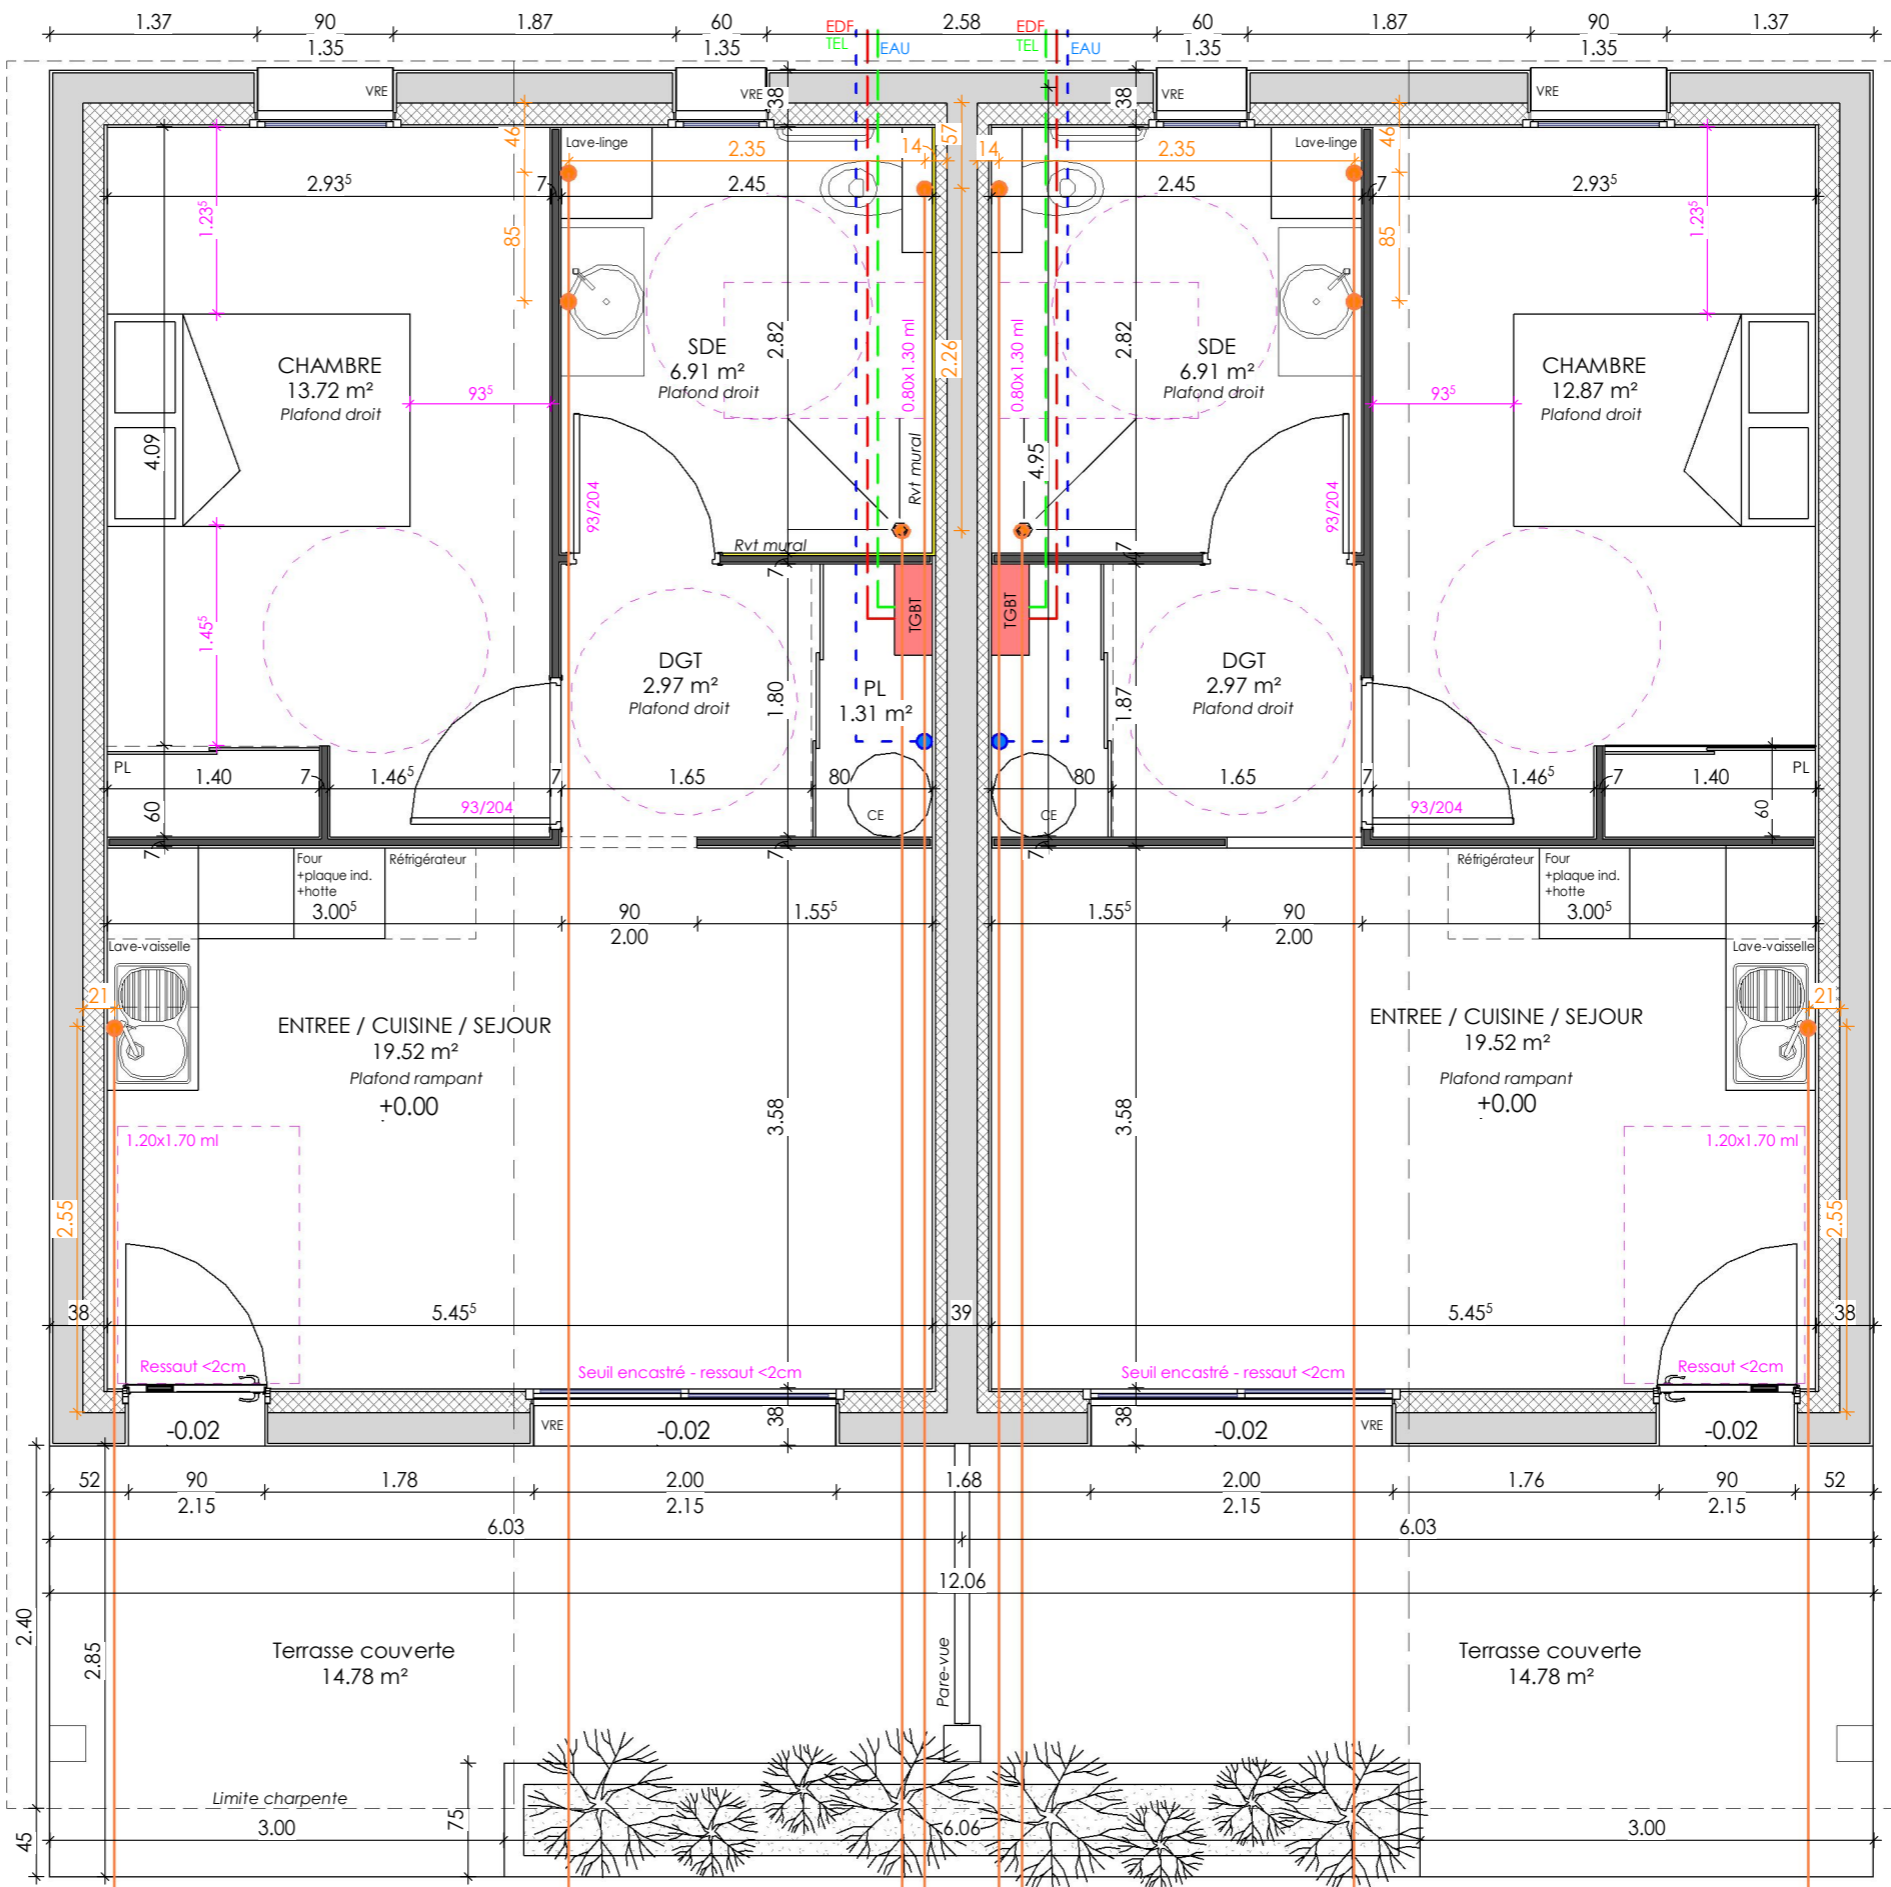 1.37 90 1.87 60 2.58 60 1.87 90 1.37
1.35 1.35 1.35 1.35
EDF EDF
TEL EAU TEL EAU
VRE VRE VRE VRE
38 38
46 Lave-linge 2.35 14 57 14 2.35 Lave-linge 46
2.93⁵ 7 2.45 2.45 7 2.93⁵
1.23⁵ 85 85 1.23⁵
CHAMBRE
13.72 m²
Plafond droit
93⁵
SDE
6.91 m²
Plafond droit
2.82
0.80x1.30 ml
2.26
0.80x1.30 ml
2.82
SDE
6.91 m²
Plafond droit
93⁵
CHAMBRE
12.87 m²
Plafond droit
4.09
93/204
Rvt mural
Rvt mural
4.95
93/204
7 7
1.45⁵
DGT
2.97 m²
Plafond droit
1.80
TGBT
PL
1.31 m²
TGBT
1.87
DGT
2.97 m²
Plafond droit
PL PL
1.40 7 1.46⁵ 7 1.65 80 80 1.65 7 1.46⁵ 7 1.40
60 93/204 CE CE 93/204 60
7 7 7
Four
+plaque ind.
+hotte
Réfrigérateur
Réfrigérateur
Four
+plaque ind.
+hotte
3.00⁵ 90 1.55⁵ 1.55⁵ 90 3.00⁵
2.00 2.00
Lave-vaisselle Lave-vaisselle
21 21
ENTREE / CUISINE / SEJOUR
19.52 m²
Plafond rampant
+0.00
ENTREE / CUISINE / SEJOUR
19.52 m²
Plafond rampant
+0.00
3.58 3.58
1.20x1.70 ml 1.20x1.70 ml
2.55 2.55
38 5.45⁵ 39 5.45⁵ 38
Ressaut <2cm Seuil encastré - ressaut <2cm Seuil encastré - ressaut <2cm Ressaut <2cm
38 38
-0.02 VRE -0.02 -0.02 VRE -0.02
52 90 1.78 2.00 1.68 2.00 1.76 90 52
2.15 2.15 2.15 2.15
6.03 6.03
12.06
2.40
2.85
Terrasse couverte
14.78 m²
Pare-vue
Terrasse couverte
14.78 m²
Limite charpente
45 3.00 75 6.06 3.00